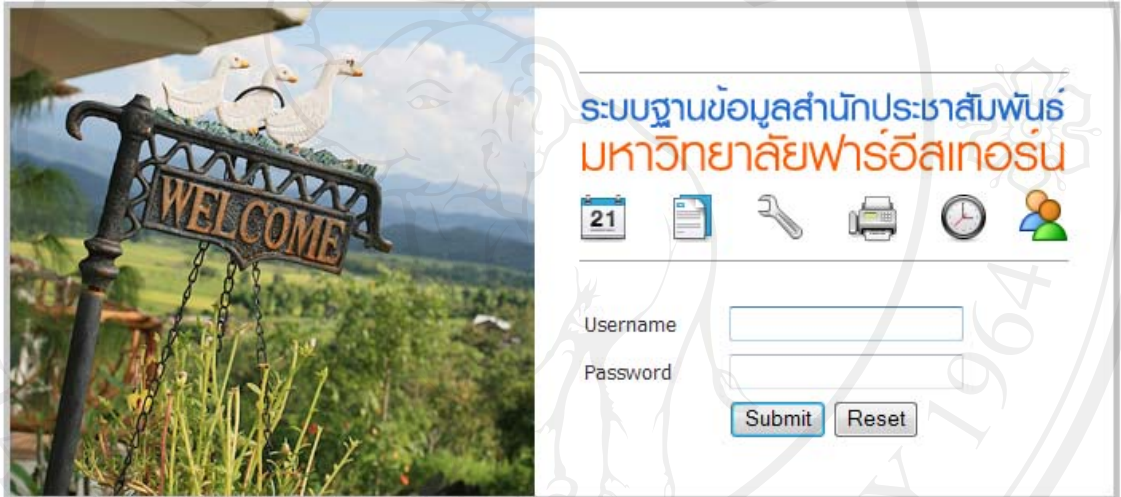 WELCOME
ระบบฐานข้อมูลสำนักประชาสัมพันธ์
มหาวิทยาลัยฟาร์อีสเทอร์น
21
Username
Password
Submit Reset
1964